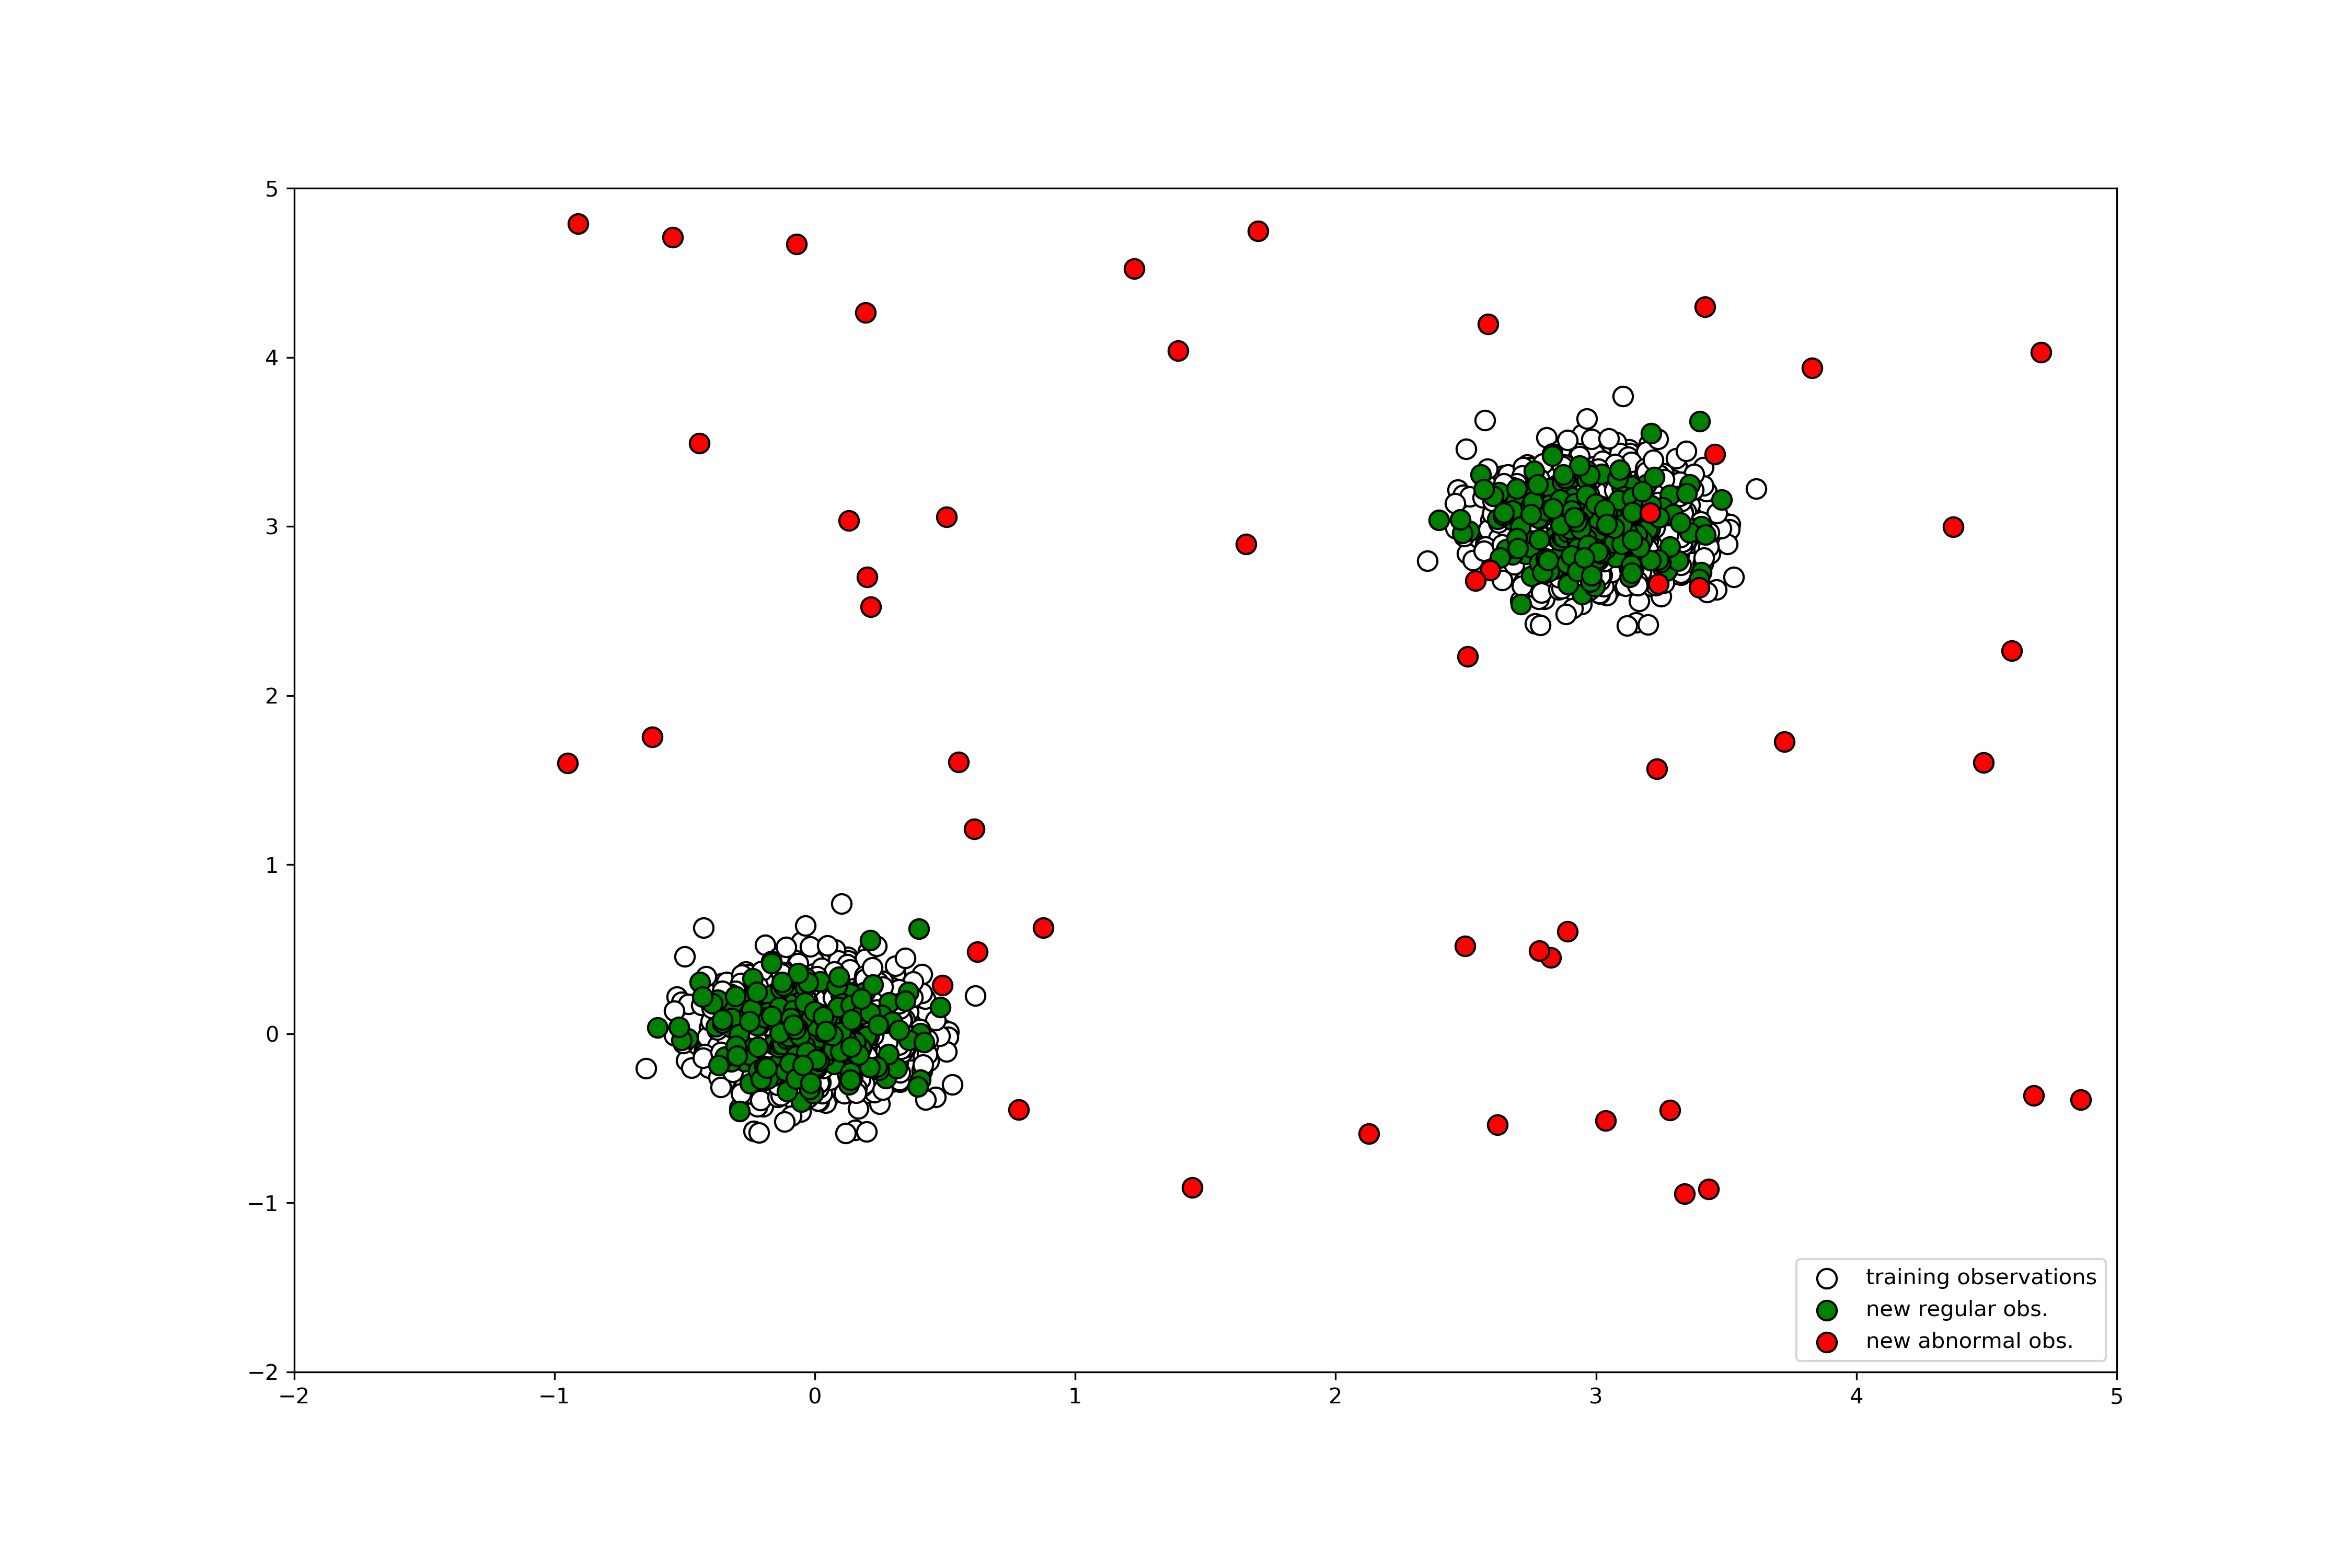 5
4
3
2
1
0
−1
−2
−2 −1 0 1 2 3 4 5
training observations
new regular obs.
new abnormal obs.